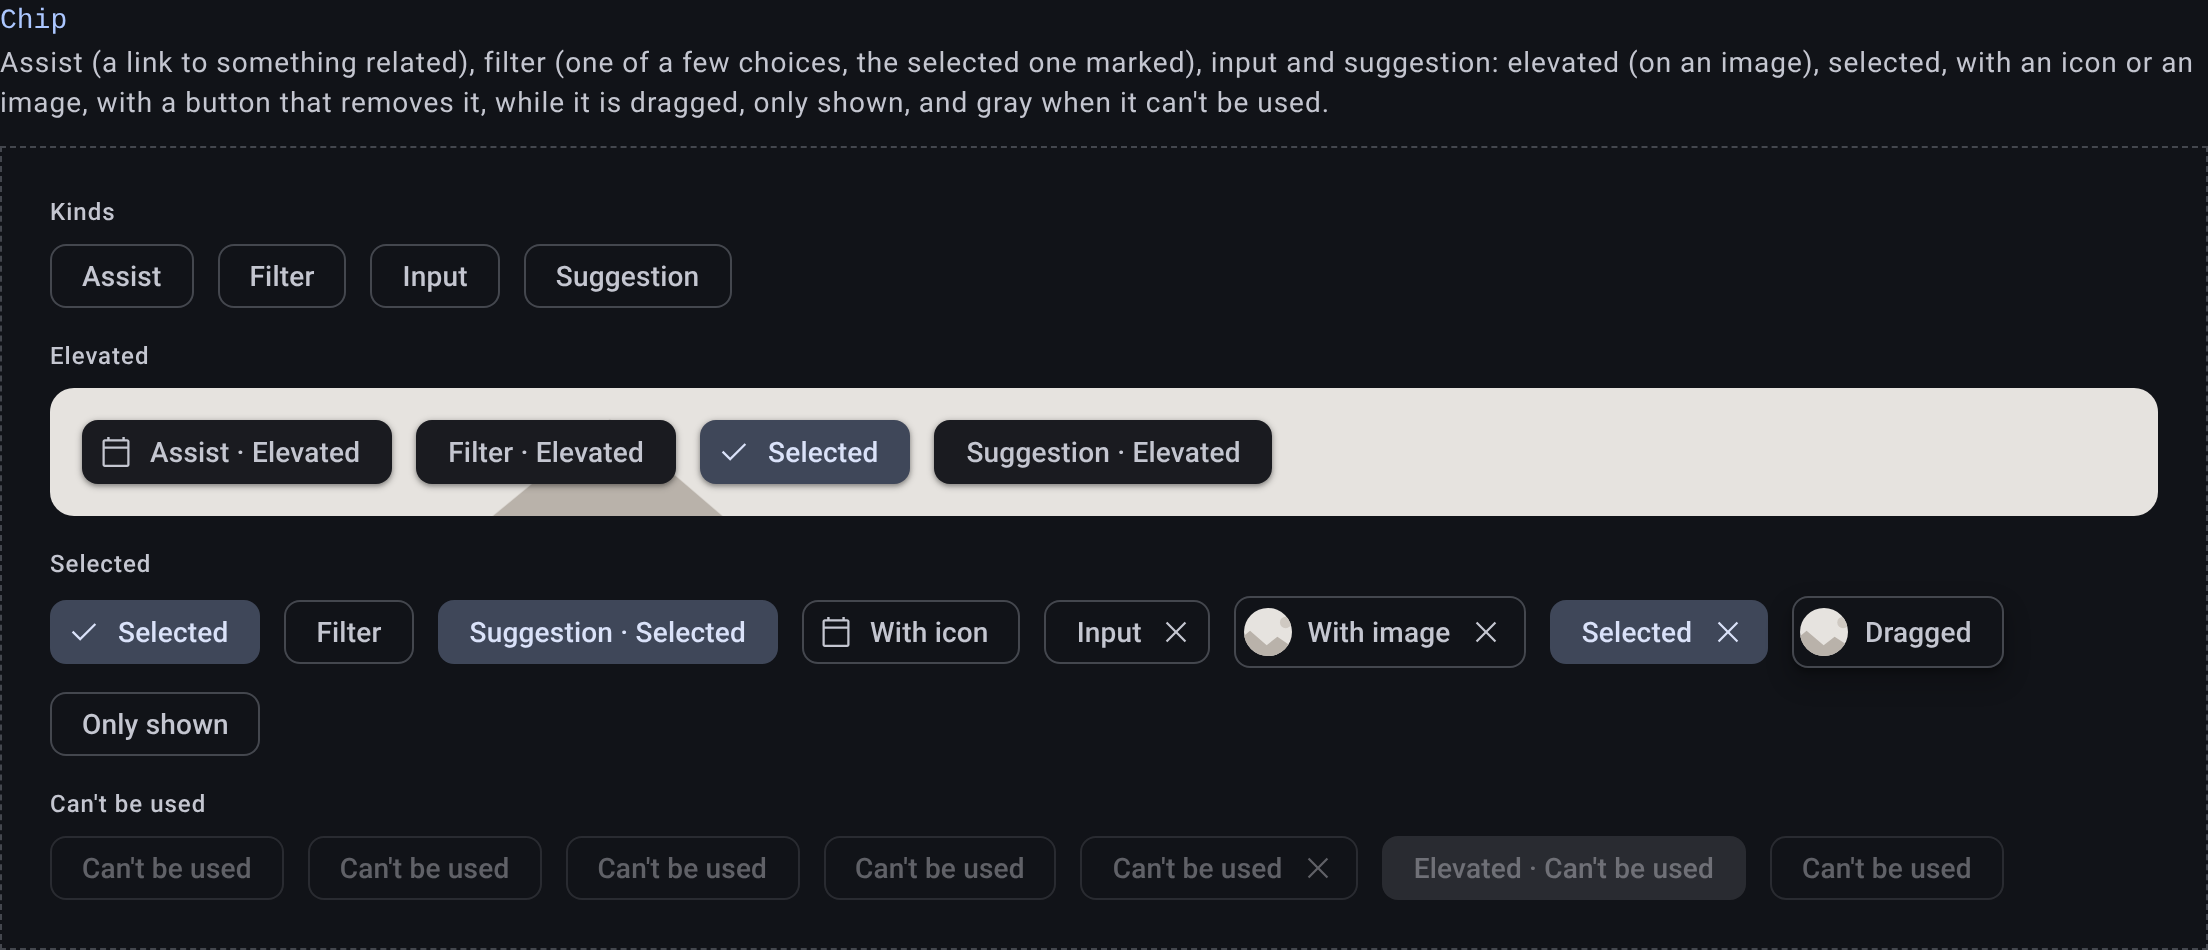 Chip
Assist (a link to something related), filter (one of a few choices, the selected one marked), input and suggestion: elevated (on an image), selected, with an icon or an
image, with a button that removes it, while it is dragged, only shown, and gray when it can't be used.
Kinds
Assist Filter Input Suggestion
Elevated
Assist · Elevated Filter · Elevated Selected Suggestion · Elevated
Selected
Selected Filter Suggestion · Selected With icon Input With image Selected Dragged
Only shown
Can't be used
Can't be used Can't be used Can't be used Can't be used Can't be used Elevated · Can't be used Can't be used